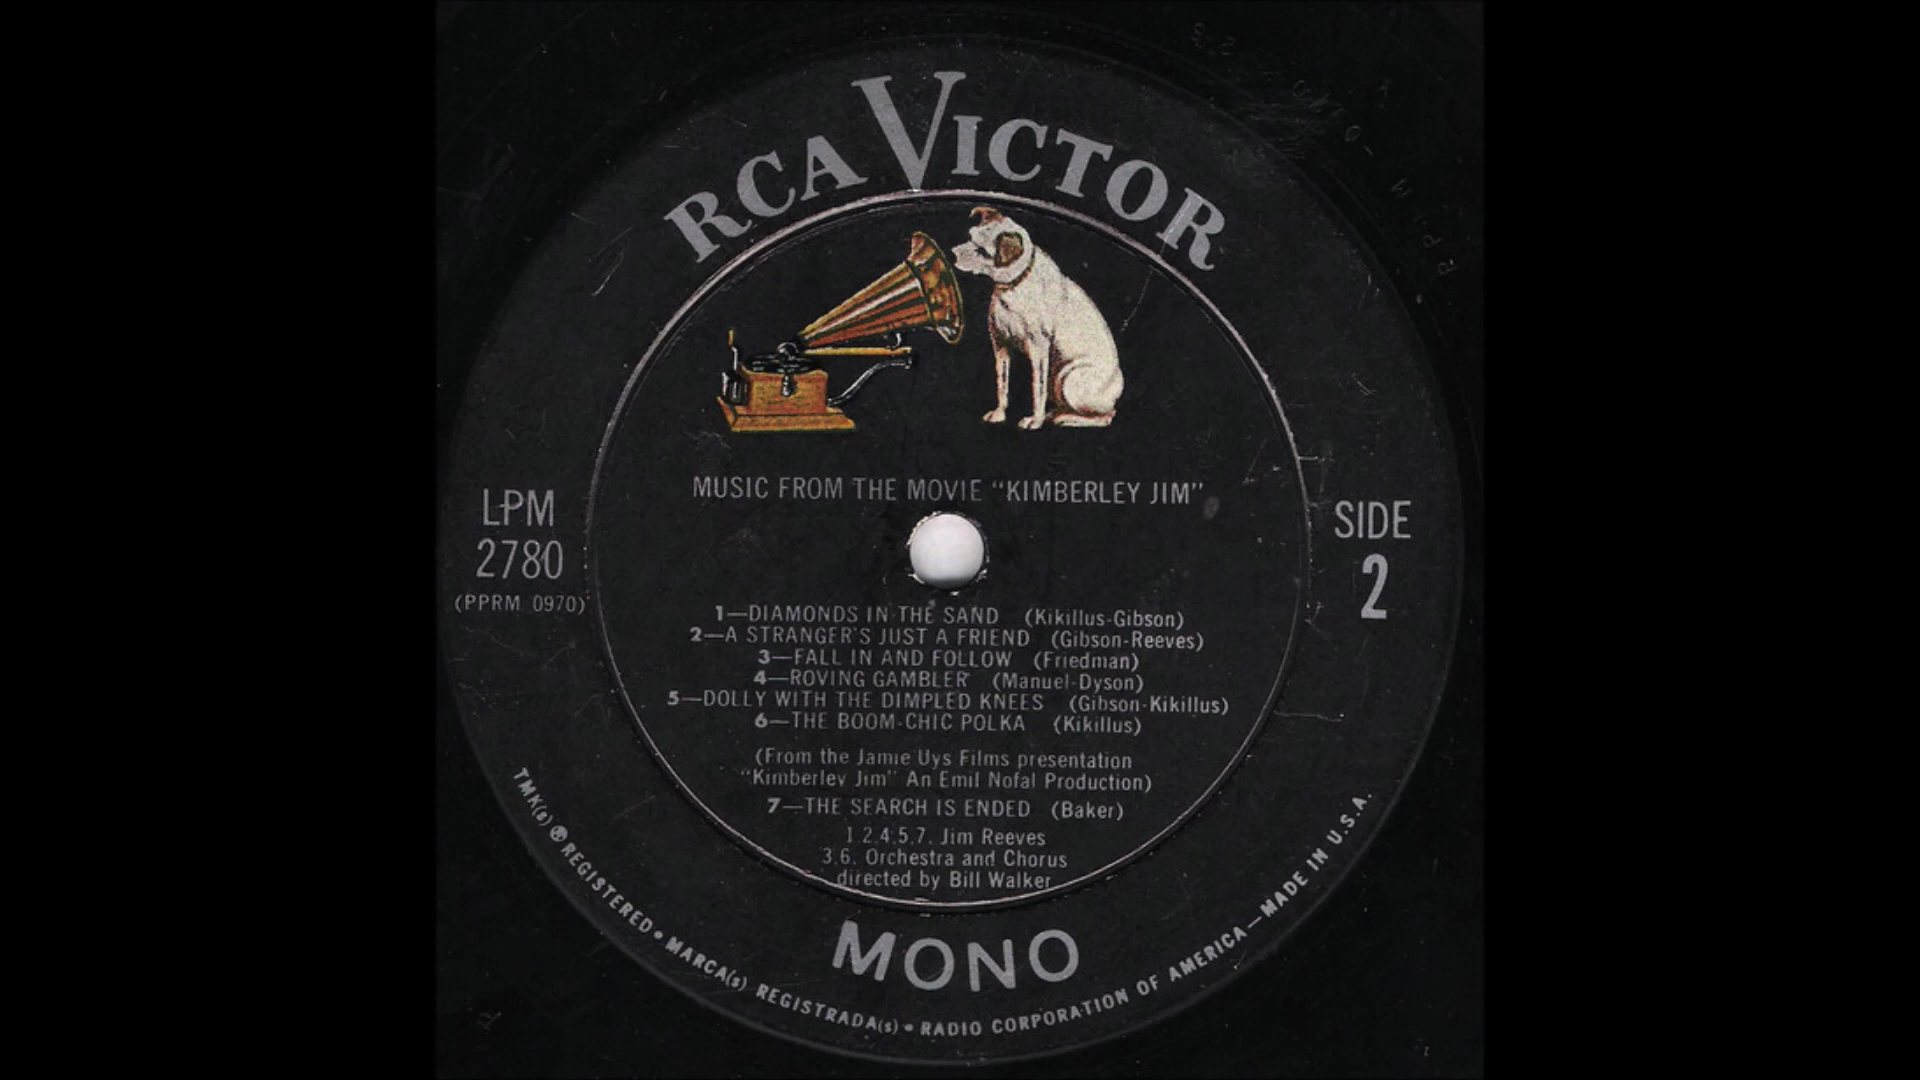 RCA VICTOR
MUSIC FROM THE MOVIE "KIMBERLEY JIM"
LPM
2780
(PPRM 0970)
SIDE
2
1—DIAMONDS IN THE SAND (Kikillus-Gibson)
2—A STRANGER'S JUST A FRIEND (Gibson-Reeves)
3—FALL IN AND FOLLOW (Friedman)
4—ROVING GAMBLER (Manuel-Dyson)
5—DOLLY WITH THE DIMPLED KNEES (Gibson-Kikillus)
6—THE BOOM-CHIC POLKA (Kikillus)
(From the Jamie Uys Films presentation
"Kimberley Jim" An Emil Nofal Production)
7—THE SEARCH IS ENDED (Baker)
1.2.4.5.7. Jim Reeves
3.6. Orchestra and Chorus
directed by Bill Walker
MONO
TMK(s) ® REGISTERED • MARCA(s) REGISTRADA(s) • RADIO CORPORATION OF AMERICA—MADE IN U.S.A.